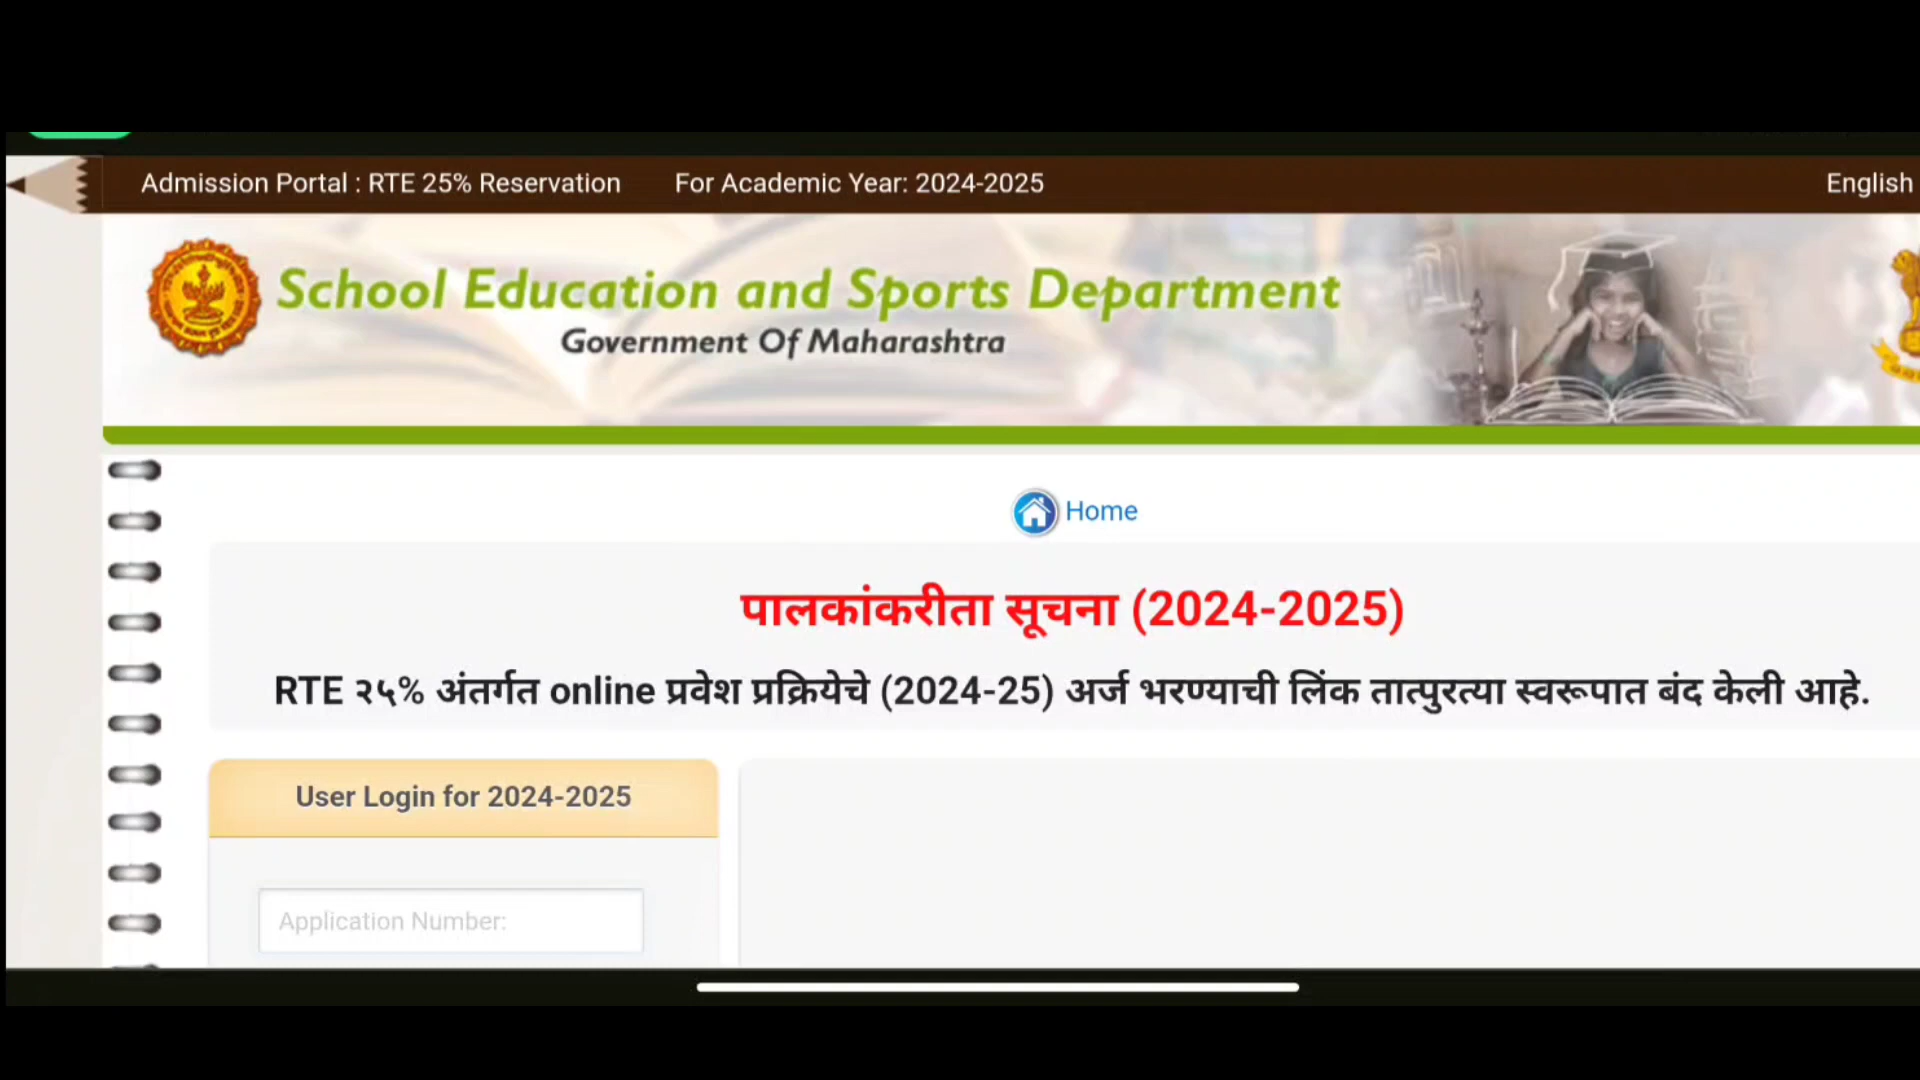 Admission Portal : RTE 25% Reservation For Academic Year: 2024-2025 English
School Education and Sports Department
Government Of Maharashtra
Home
पालकांकरीता सूचना (2024-2025)
RTE २५% अंतर्गत online प्रवेश प्रक्रियेचे (2024-25) अर्ज भरण्याची लिंक तात्पुरत्या स्वरूपात बंद केली आहे.
User Login for 2024-2025
Application Number: